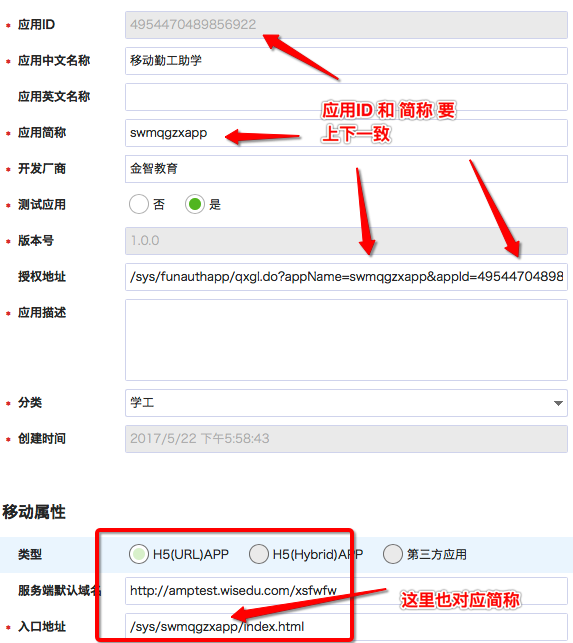 * 应用ID 4954470489856922
* 应用中文名称 移动勤工助学
应用英文名称
应用ID 和 简称 要
上下一致
* 应用简称 swmqgzxapp
* 开发厂商 金智教育
* 测试应用 否 是
* 版本号 1.0.0
授权地址 /sys/funauthapp/qxgl.do?appName=swmqgzxapp&appId=49544704898
* 应用描述
* 分类 学工
* 创建时间 2017/5/22 下午5:58:43
移动属性
类型 H5(URL)APP H5(Hybrid)APP 第三方应用
服务端默认域名 http://amptest.wisedu.com/xsfwfw
这里也对应简称
* 入口地址 /sys/swmqgzxapp/index.html